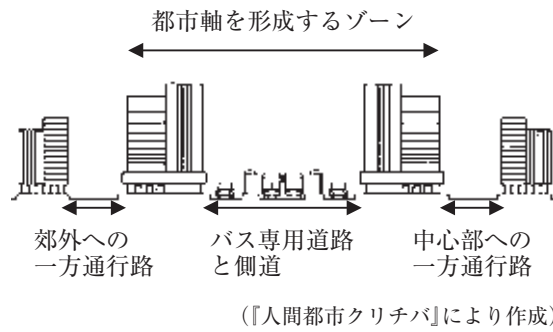 都市軸を形成するゾーン
郊外への
一方通行路
バス専用道路
と側道
中心部への
一方通行路
(『人間都市クリチバ』により作成)